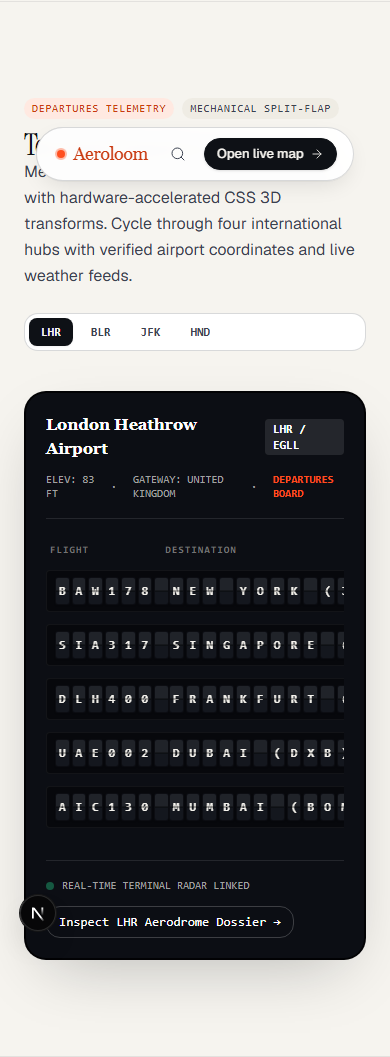 DEPARTURES TELEMETRY
MECHANICAL SPLIT-FLAP
Aeroloom
Open live map →
with hardware-accelerated CSS 3D
transforms. Cycle through four international
hubs with verified airport coordinates and live
weather feeds.
LHR BLR JFK HND
London Heathrow
Airport
LHR /
EGLL
ELEV: 83
FT
·
GATEWAY: UNITED
KINGDOM
·
DEPARTURES
BOARD
FLIGHT DESTINATION
BAW178 NEW YORK (
SIA317 SINGAPORE
DLH400 FRANKFURT
UAE002 DUBAI (DXB)
AIC130 MUMBAI (BOM
REAL-TIME TERMINAL RADAR LINKED
N
Inspect LHR Aerodrome Dossier →